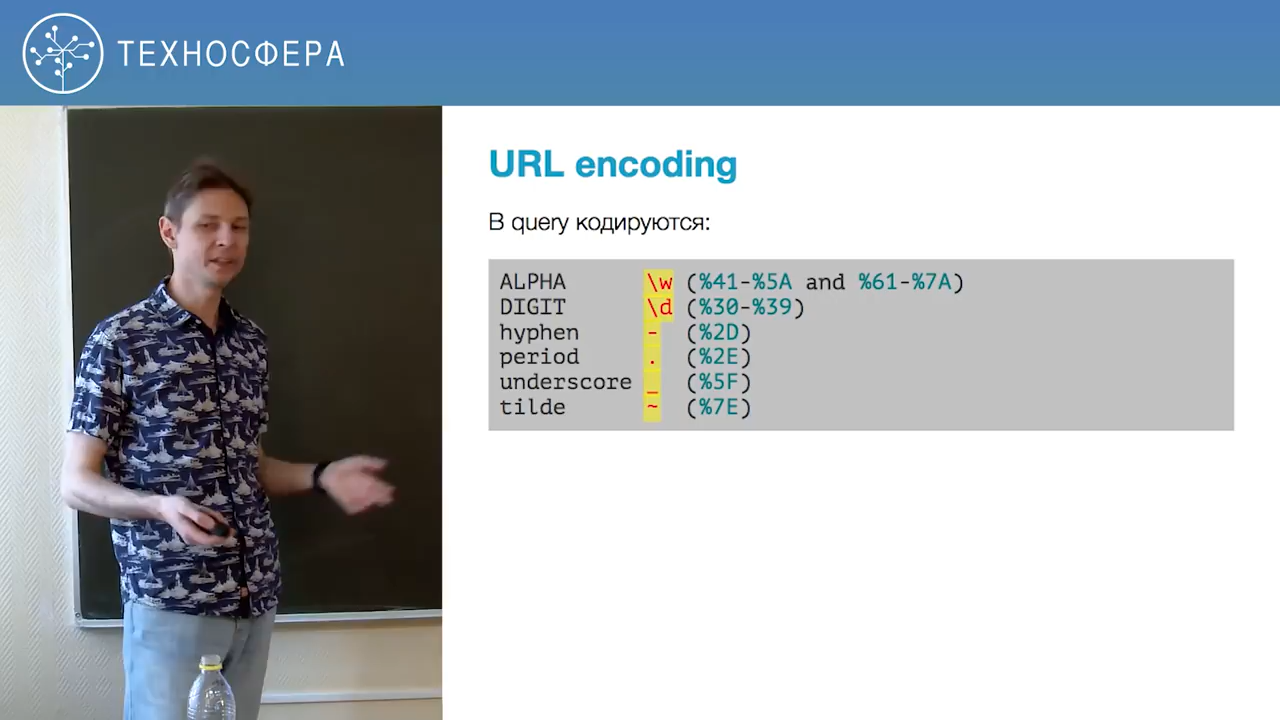 ТЕХНОСФЕРА
URL encoding
В query кодируются:
ALPHA \w (%41-%5A and %61-%7A)
DIGIT \d (%30-%39)
hyphen - (%2D)
period . (%2E)
underscore _ (%5F)
tilde ~ (%7E)